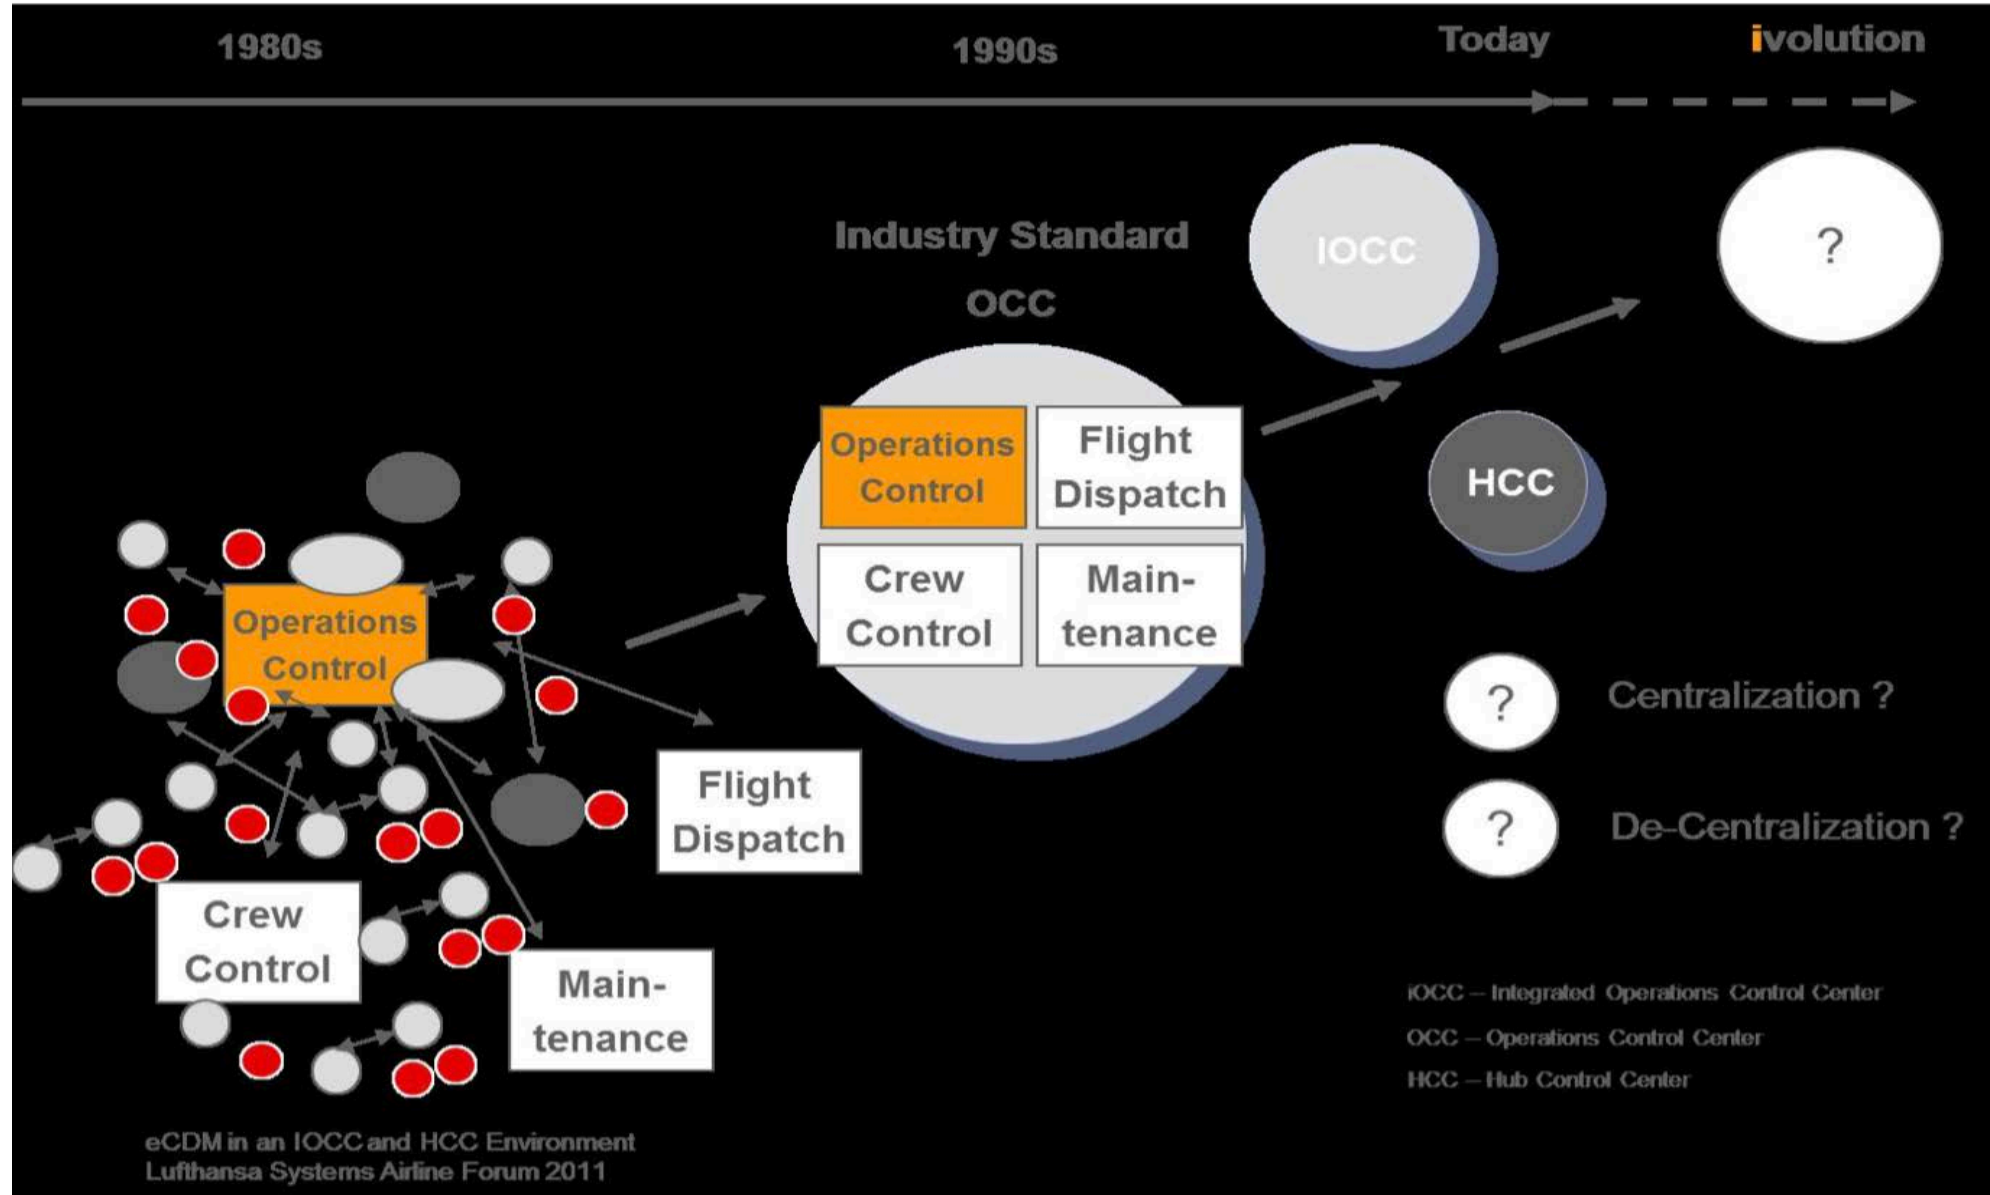 1980s
1990s
Today
ivolution
Industry Standard
OCC
IOCC
?
Operations
Control
Flight
Dispatch
Crew
Control
Main-
tenance
HCC
Operations
Control
Flight
Dispatch
Crew
Control
Main-
tenance
? Centralization ?
? De-Centralization ?
iOCC – Integrated Operations Control Center
OCC – Operations Control Center
HCC – Hub Control Center
eCDM in an IOCC and HCC Environment
Lufthansa Systems Airline Forum 2011